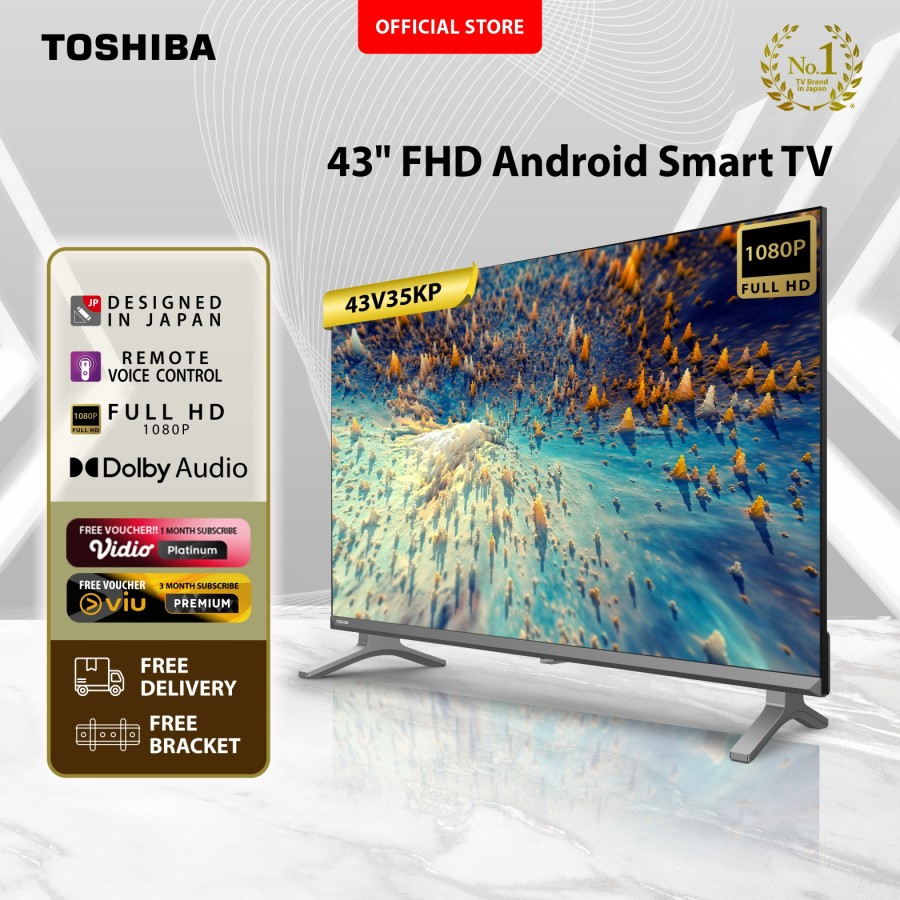 TOSHIBA
OFFICIAL STORE
No.1
TV Brand
in Japan
*
43" FHD Android Smart TV
1080P
FULL HD
43V35KP
JP
DESIGNED
IN JAPAN
REMOTE
VOICE CONTROL
1080P
FULL HD
FULL HD
1080P
Dolby Audio
FREE VOUCHER!! 1 MONTH SUBSCRIBE
Vidio Platinum
FREE VOUCHER 3 MONTH SUBSCRIBE
viu PREMIUM
FREE
DELIVERY
FREE
BRACKET
TOSHIBA